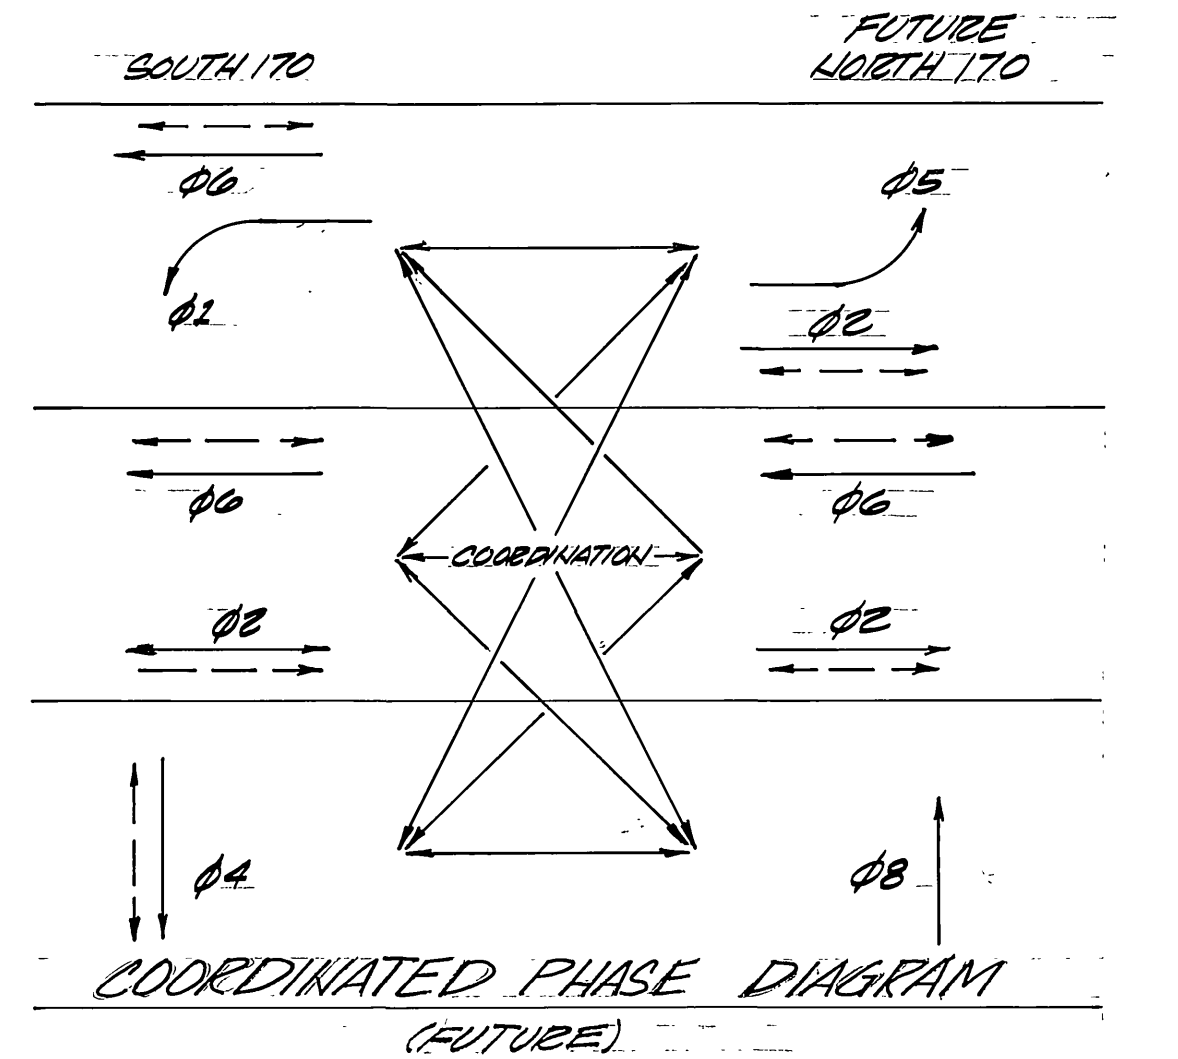 SOUTH 170
FUTURE
NORTH 170
Ø6
Ø5
Ø1
Ø2
Ø6
Ø6
COORDINATION
Ø2
Ø2
Ø4
Ø8
COORDINATED PHASE DIAGRAM
(FUTURE)